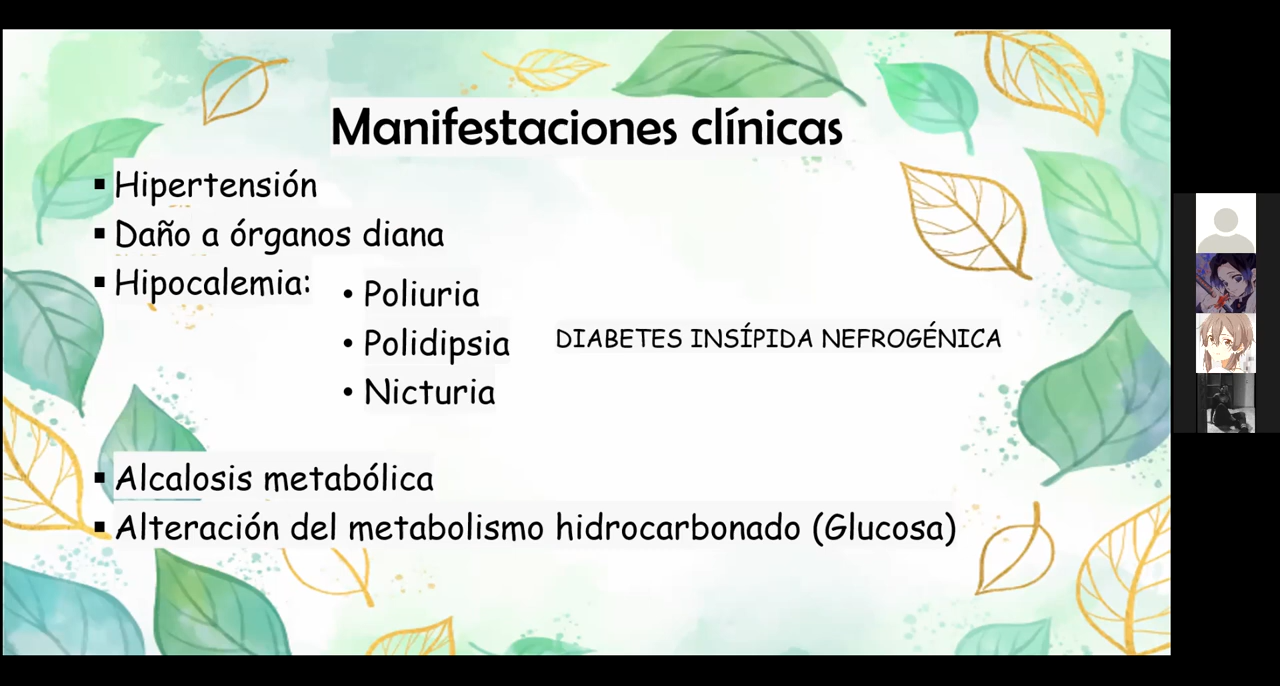 Manifestaciones clínicas
▪ Hipertensión
▪ Daño a órganos diana
▪ Hipocalemia:
• Poliuria
• Polidipsia
DIABETES INSÍPIDA NEFROGÉNICA
• Nicturia
▪ Alcalosis metabólica
▪ Alteración del metabolismo hidrocarbonado (Glucosa)